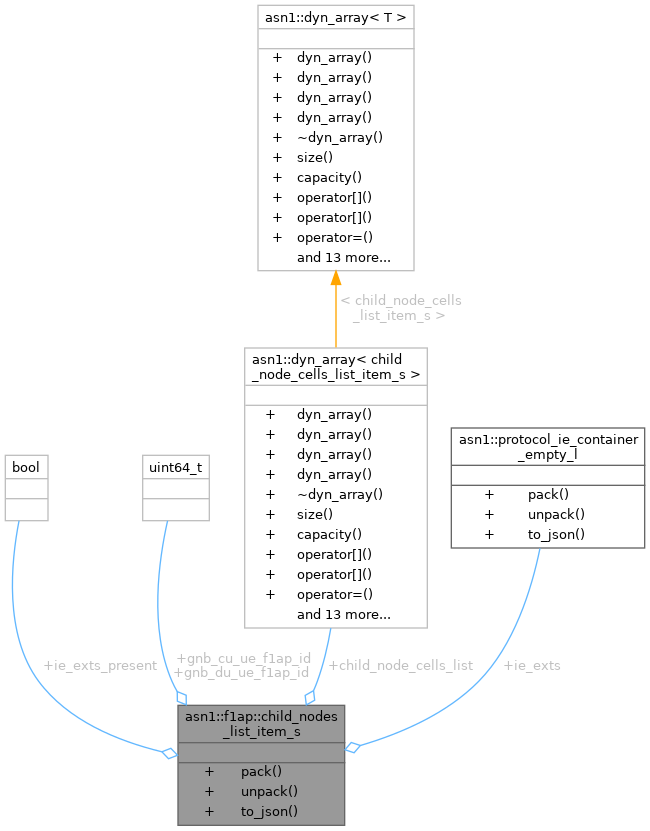 asn1::dyn_array< T >
+ dyn_array()
+ dyn_array()
+ dyn_array()
+ dyn_array()
+ ~dyn_array()
+ size()
+ capacity()
+ operator[]()
+ operator[]()
+ operator=()
and 13 more...
< child_node_cells
_list_item_s >
asn1::dyn_array< child
_node_cells_list_item_s >
+ dyn_array()
+ dyn_array()
+ dyn_array()
+ dyn_array()
+ ~dyn_array()
+ size()
+ capacity()
+ operator[]()
+ operator[]()
+ operator=()
and 13 more...
bool
uint64_t
asn1::protocol_ie_container
_empty_l
+ pack()
+ unpack()
+ to_json()
+ie_exts_present
+gnb_cu_ue_f1ap_id
+gnb_du_ue_f1ap_id
+child_node_cells_list
+ie_exts
asn1::f1ap::child_nodes
_list_item_s
+ pack()
+ unpack()
+ to_json()